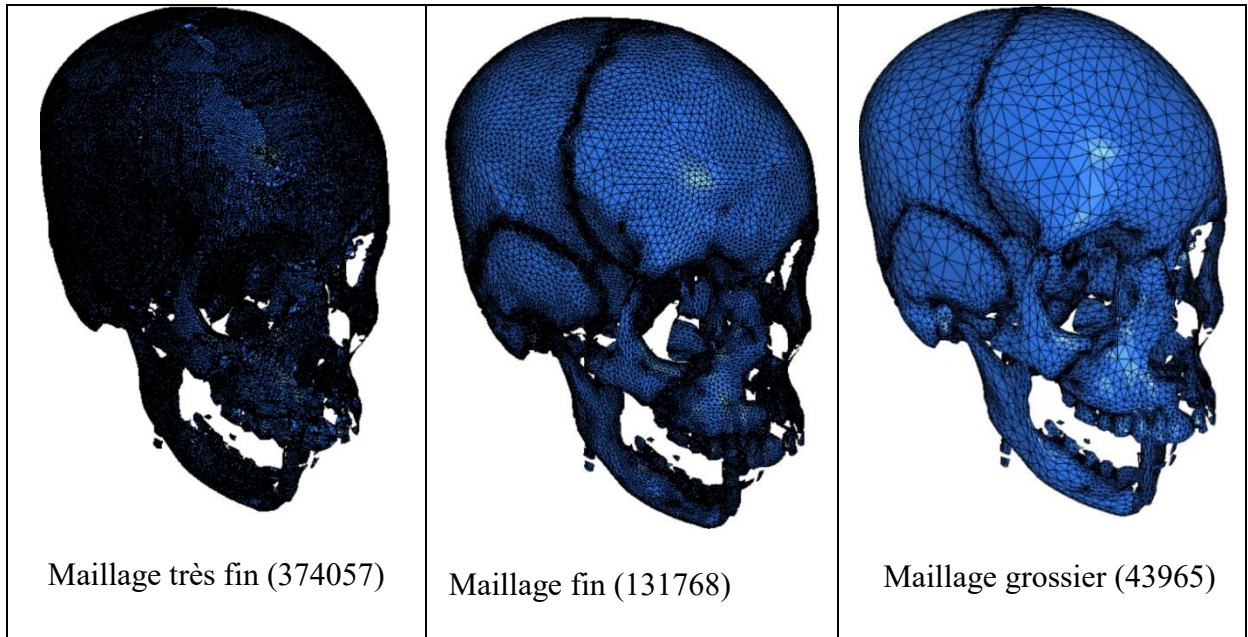 Maillage très fin (374057)
Maillage fin (131768)
Maillage grossier (43965)